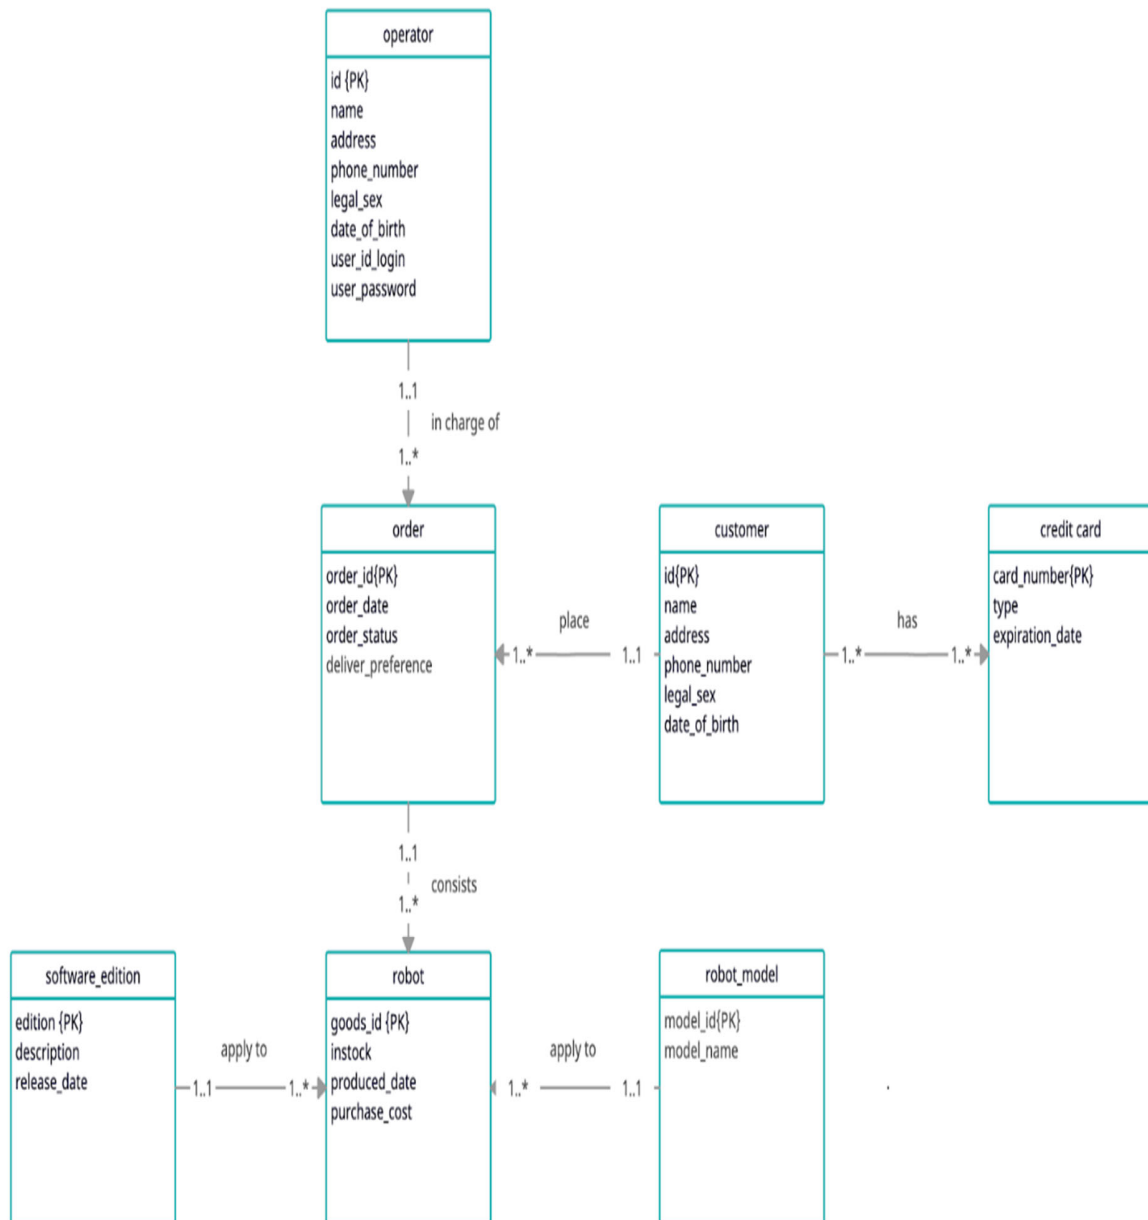 operator
id {PK}
name
address
phone_number
legal_sex
date_of_birth
user_id_login
user_password
1..1
in charge of
1..*
order
order_id{PK}
order_date
order_status
deliver_preference
place
1..*
1..1
customer
id{PK}
name
address
phone_number
legal_sex
date_of_birth
has
1..*
1..*
credit card
card_number{PK}
type
expiration_date
1..1
consists
1..*
software_edition
edition {PK}
description
release_date
apply to
1..1
1..*
robot
goods_id {PK}
instock
produced_date
purchase_cost
apply to
1..*
1..1
robot_model
model_id{PK}
model_name